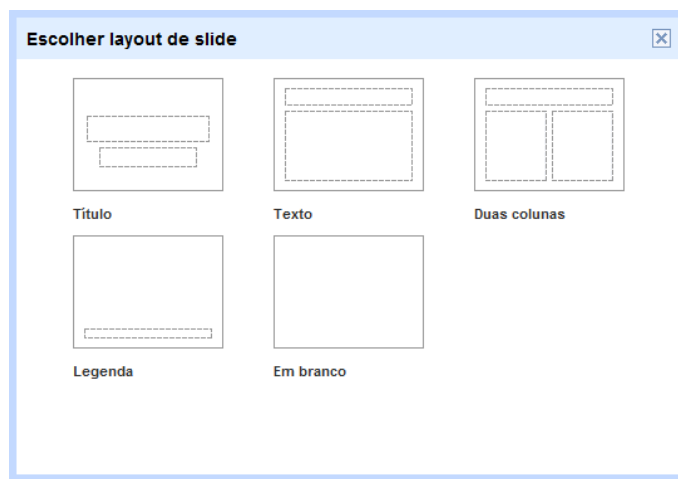 Escolher layout de slide
Título
Texto
Duas colunas
Legenda
Em branco